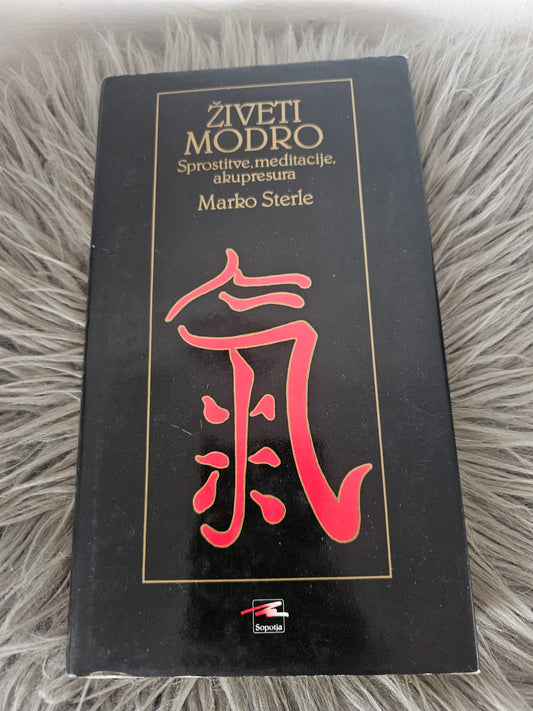 ŽIVETI
MODRO
Sprostitve, meditacije,
akupresura
Marko Sterle
氣
Sopotja